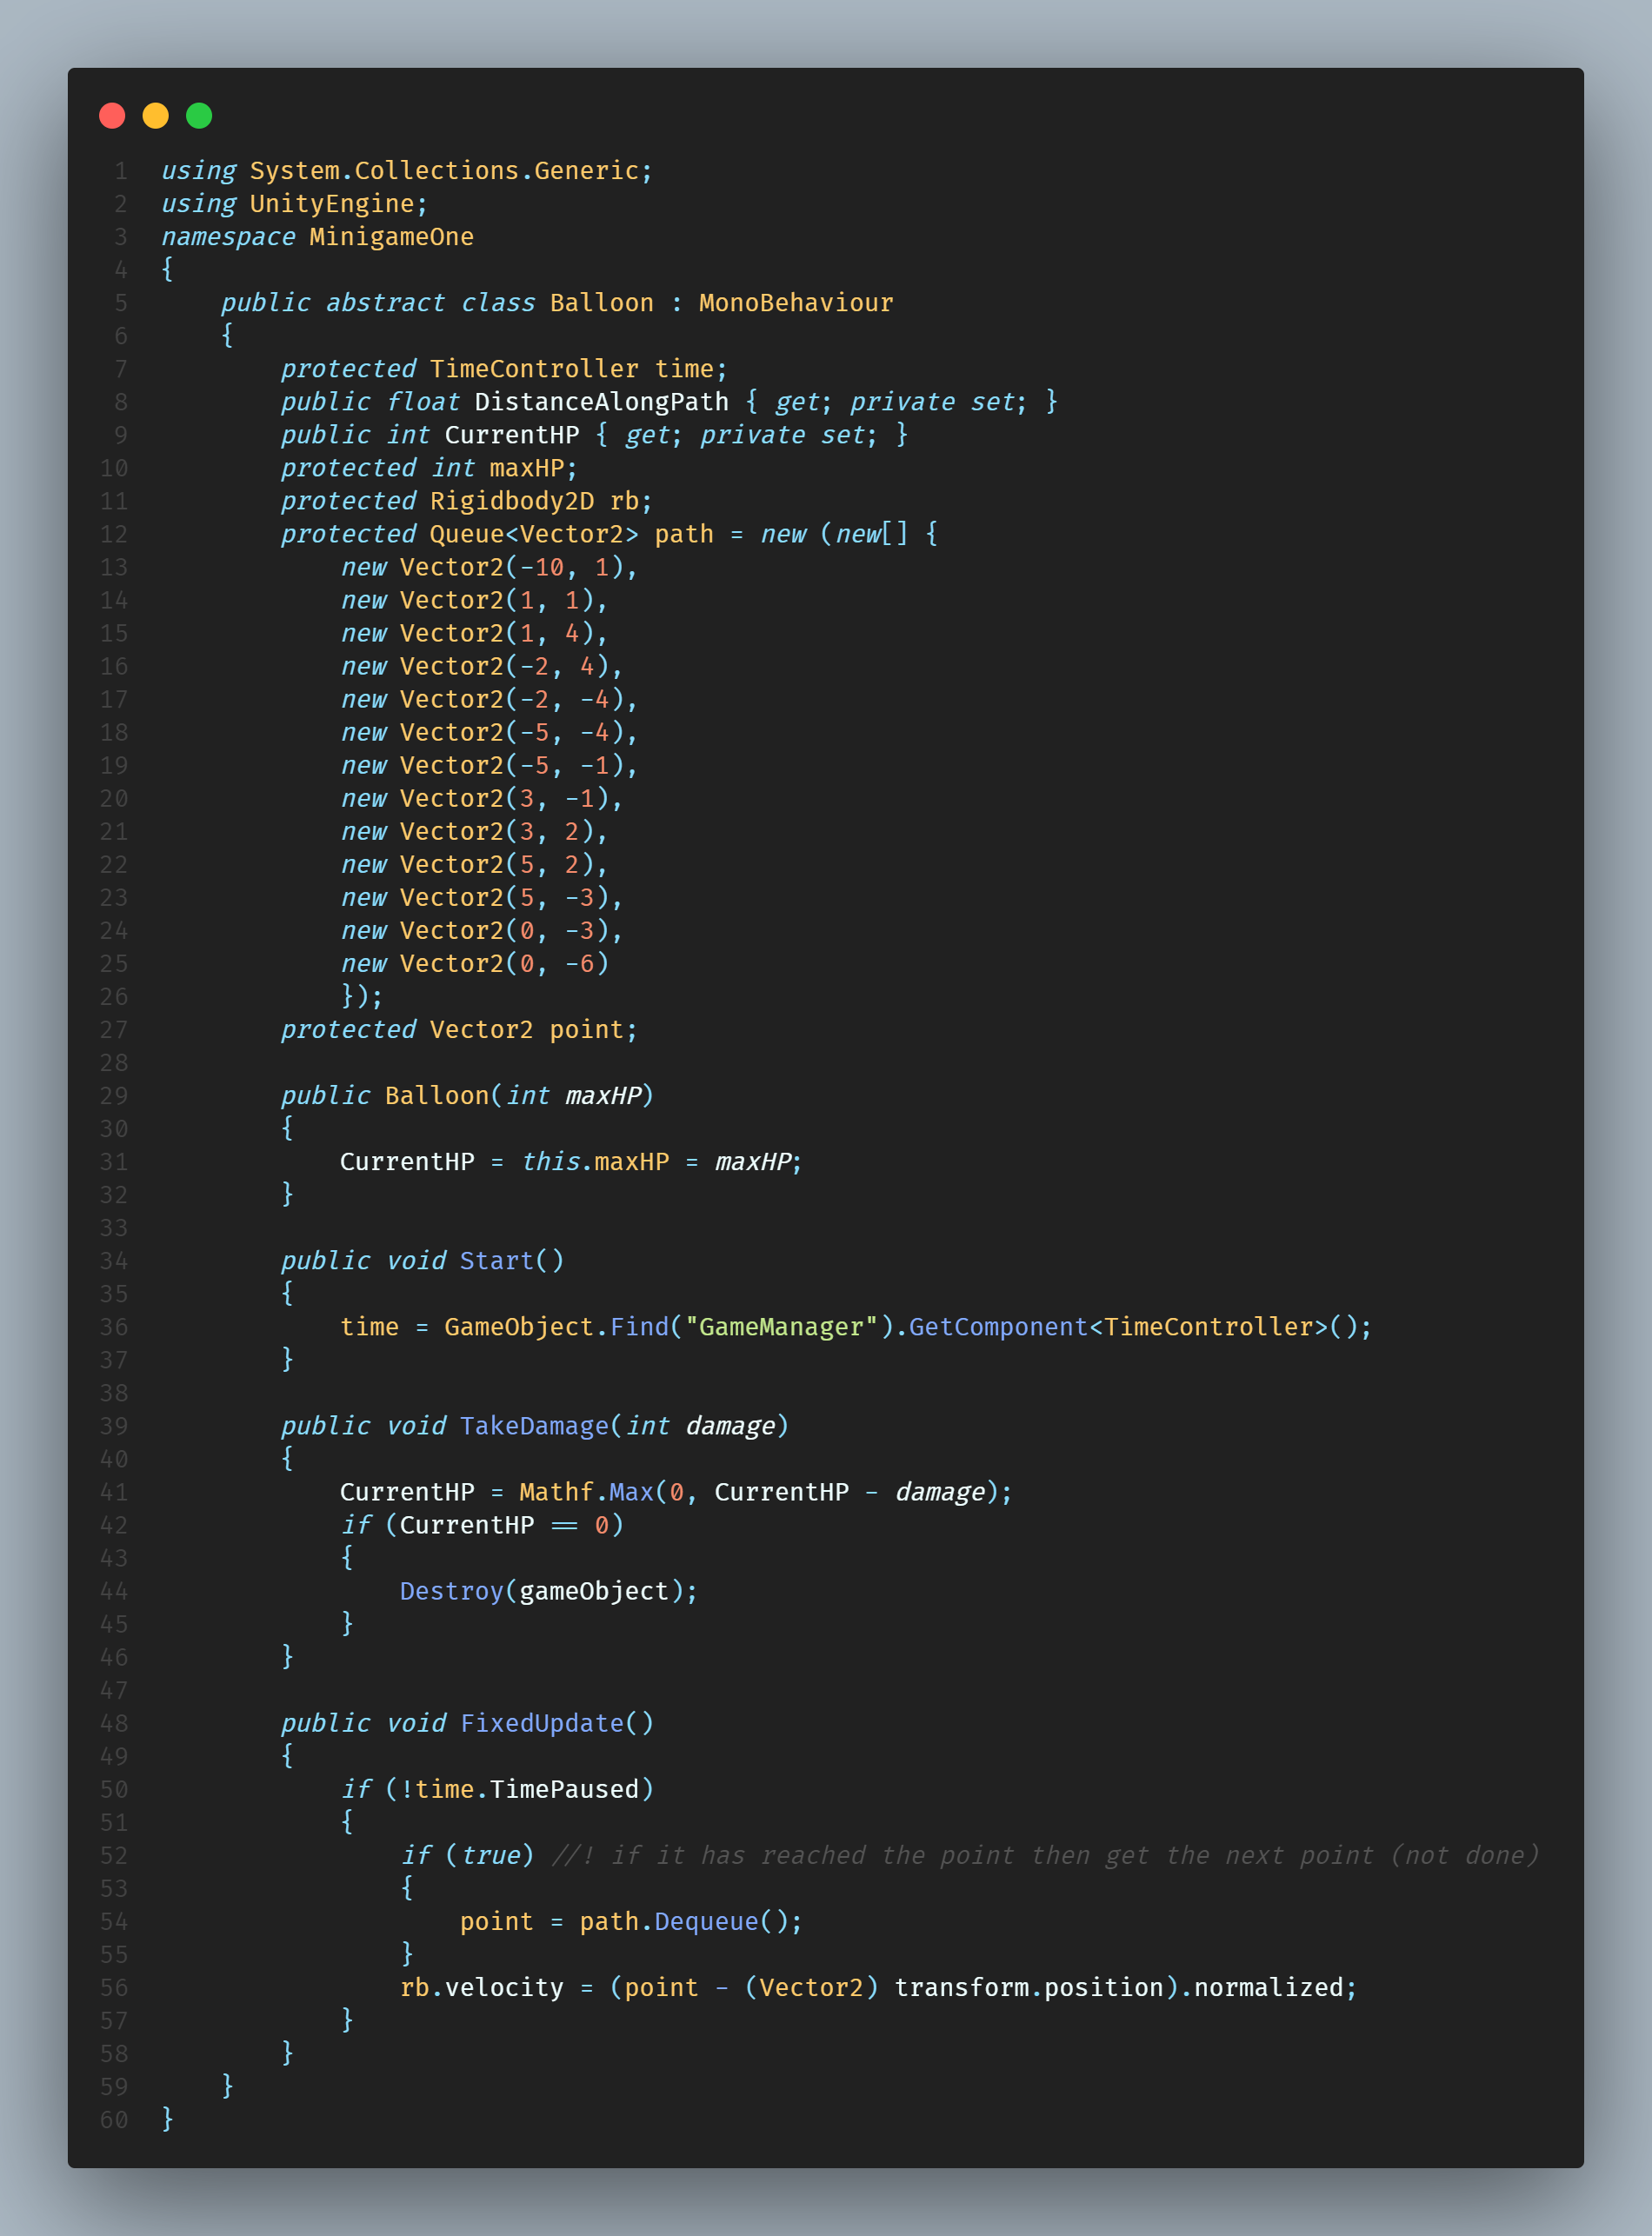 1 using System.Collections.Generic;
2 using UnityEngine;
3 namespace MinigameOne
4 {
5     public abstract class Balloon : MonoBehaviour
6     {
7         protected TimeController time;
8         public float DistanceAlongPath { get; private set; }
9         public int CurrentHP { get; private set; }
10         protected int maxHP;
11         protected Rigidbody2D rb;
12         protected Queue<Vector2> path = new (new[] {
13             new Vector2(-10, 1),
14             new Vector2(1, 1),
15             new Vector2(1, 4),
16             new Vector2(-2, 4),
17             new Vector2(-2, -4),
18             new Vector2(-5, -4),
19             new Vector2(-5, -1),
20             new Vector2(3, -1),
21             new Vector2(3, 2),
22             new Vector2(5, 2),
23             new Vector2(5, -3),
24             new Vector2(0, -3),
25             new Vector2(0, -6)
26             });
27         protected Vector2 point;
28
29         public Balloon(int maxHP)
30         {
31             CurrentHP = this.maxHP = maxHP;
32         }
33
34         public void Start()
35         {
36             time = GameObject.Find("GameManager").GetComponent<TimeController>();
37         }
38
39         public void TakeDamage(int damage)
40         {
41             CurrentHP = Mathf.Max(0, CurrentHP - damage);
42             if (CurrentHP == 0)
43             {
44                 Destroy(gameObject);
45             }
46         }
47
48         public void FixedUpdate()
49         {
50             if (!time.TimePaused)
51             {
52                 if (true) //! if it has reached the point then get the next point (not done)
53                 {
54                     point = path.Dequeue();
55                 }
56                 rb.velocity = (point - (Vector2) transform.position).normalized;
57             }
58         }
59     }
60 }